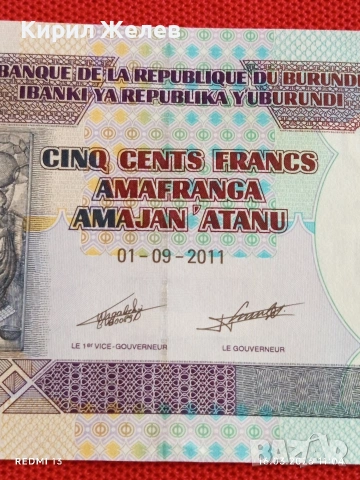 Кирил Желев
BANQUE DE LA REPUBLIQUE DU BURUNDI
IBANKI YA REPUBLIKA Y'UBURUNDI
CINQ CENTS FRANCS
AMAFRANGA
AMAJAN 'ATANU
01-09-2011
LE 1er VICE-GOUVERNEUR
LE GOUVERNEUR
REDMI 13
BAZAR